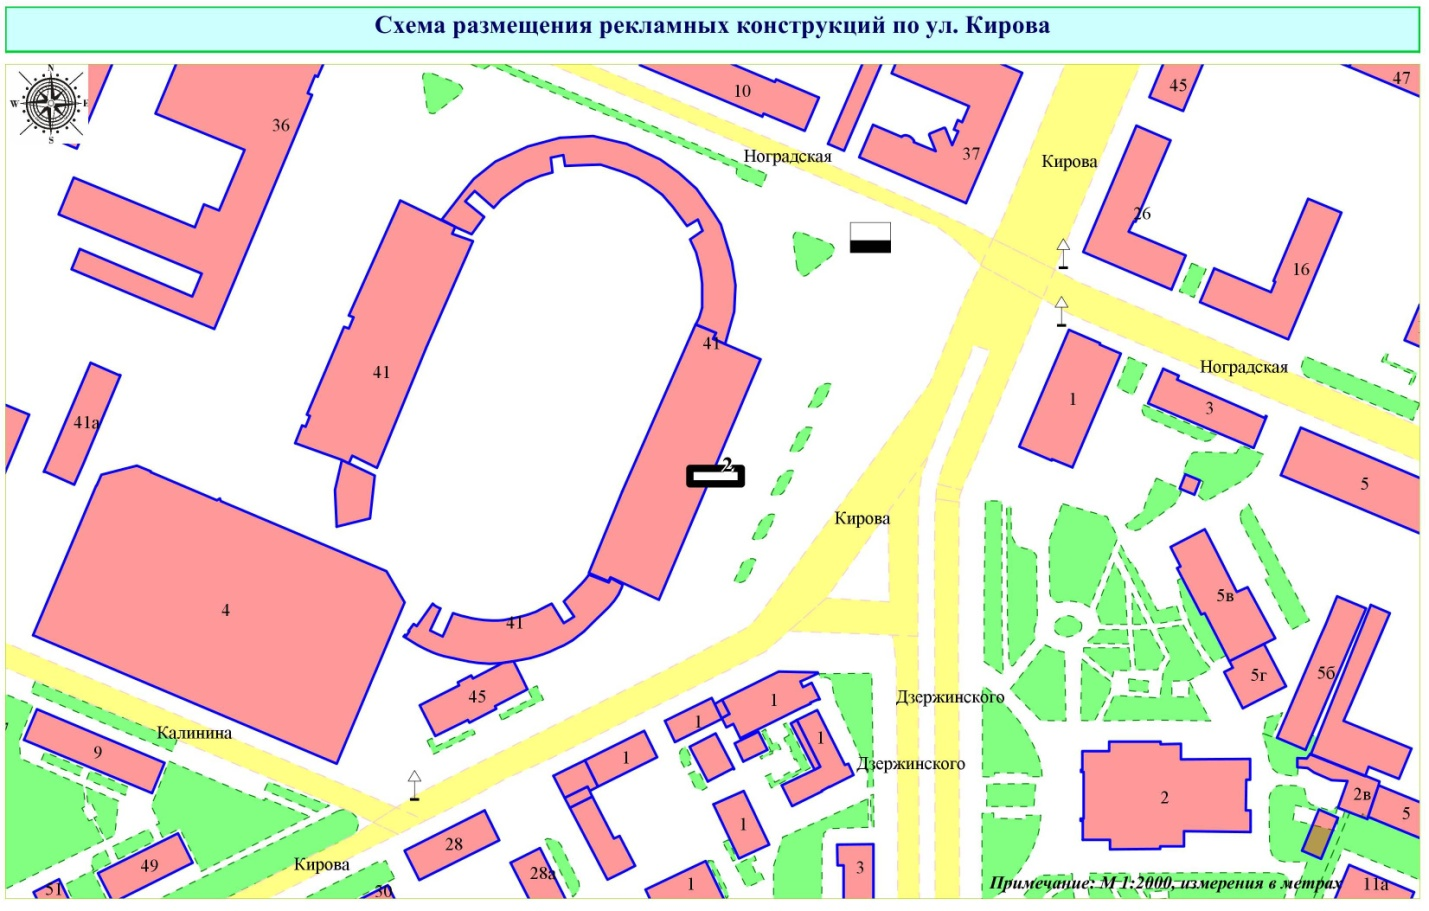 Схема размещения рекламных конструкций по ул. Кирова
N
W
E
S
36
10
45
47
Ноградская
37
Кирова
26
16
41
41
41а
1
Ноградская
3
2
5
Кирова
4
5в
41
5г
5б
45
1
Дзержинского
1
Калинина
1
9
1
Дзержинского
2
2в
5
1
28
49
Кирова
28а
3
1
Примечание: М 1:2000, измерения в метрах
11а
51
30